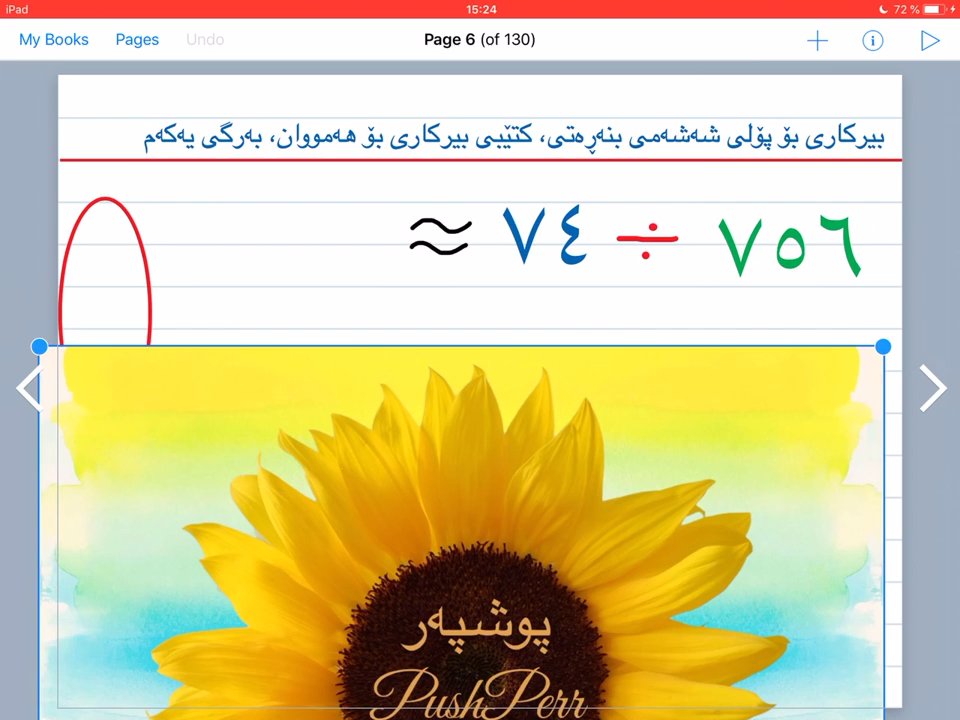 iPad 15:24 72 %
My Books Pages Undo Page 6 (of 130)
بیرکاری بۆ پۆلی شەشەمی بنەڕەتی، کتێبی بیرکاری بۆ هەمووان، بەرگی یەکەم
٧٥٦ ÷ ٧٤ ≈
پوشپەر
PushPerr